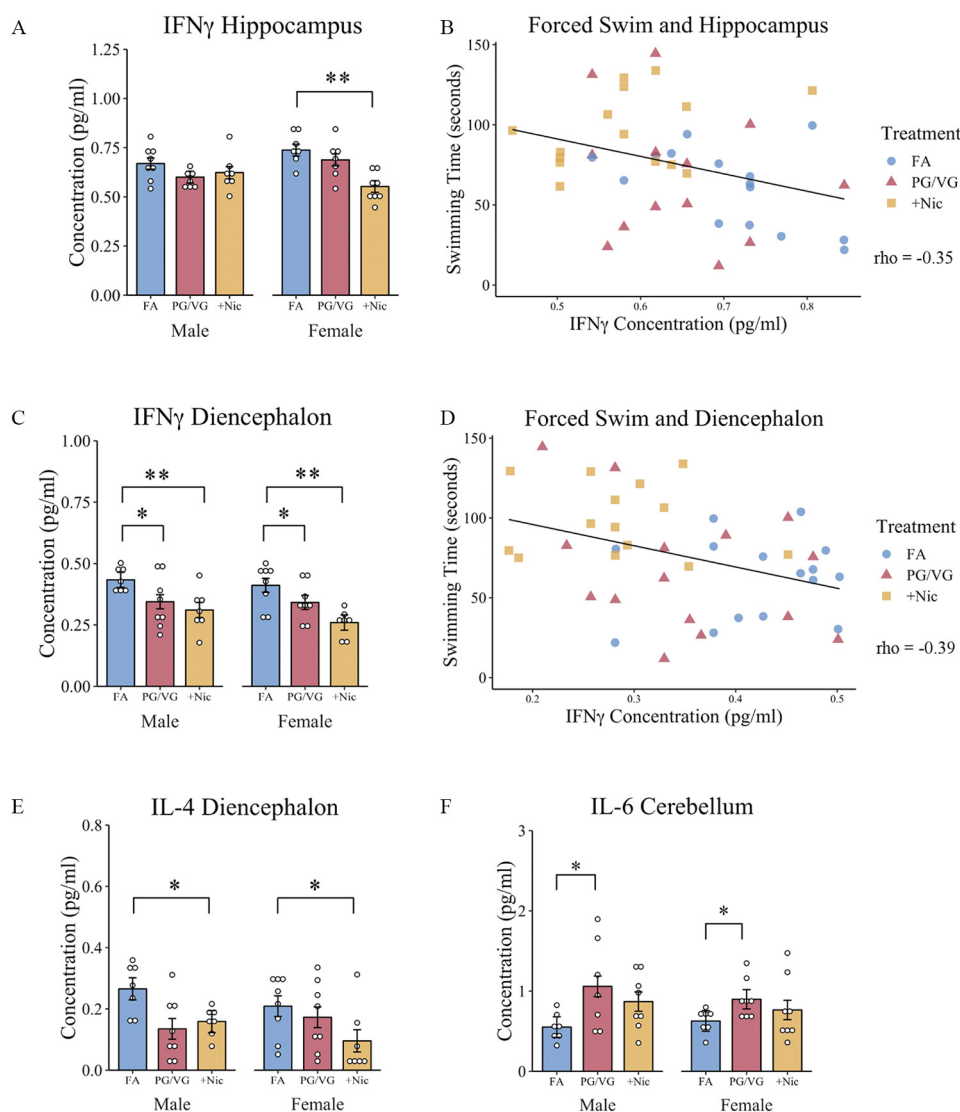 A
IFNγ Hippocampus
Concentration (pg/ml)
1.25
1.00
0.75
0.50
0.25
0.00
**
FA PG/VG +Nic FA PG/VG +Nic
Male Female
B
Forced Swim and Hippocampus
Swimming Time (seconds)
150
100
50
0
0.5 0.6 0.7 0.8
IFNγ Concentration (pg/ml)
Treatment
FA
PG/VG
+Nic
rho = -0.35
C
IFNγ Diencephalon
Concentration (pg/ml)
1.00
0.75
0.50
0.25
0.00
** **
* *
FA PG/VG +Nic FA PG/VG +Nic
Male Female
D
Forced Swim and Diencephalon
Swimming Time (seconds)
150
100
50
0
0.2 0.3 0.4 0.5
IFNγ Concentration (pg/ml)
Treatment
FA
PG/VG
+Nic
rho = -0.39
E
IL-4 Diencephalon
Concentration (pg/ml)
0.8
0.6
0.4
0.2
0.0
* *
FA PG/VG +Nic FA PG/VG +Nic
Male Female
F
IL-6 Cerebellum
Concentration (pg/ml)
3
2
1
0
*
*
FA PG/VG +Nic FA PG/VG +Nic
Male Female